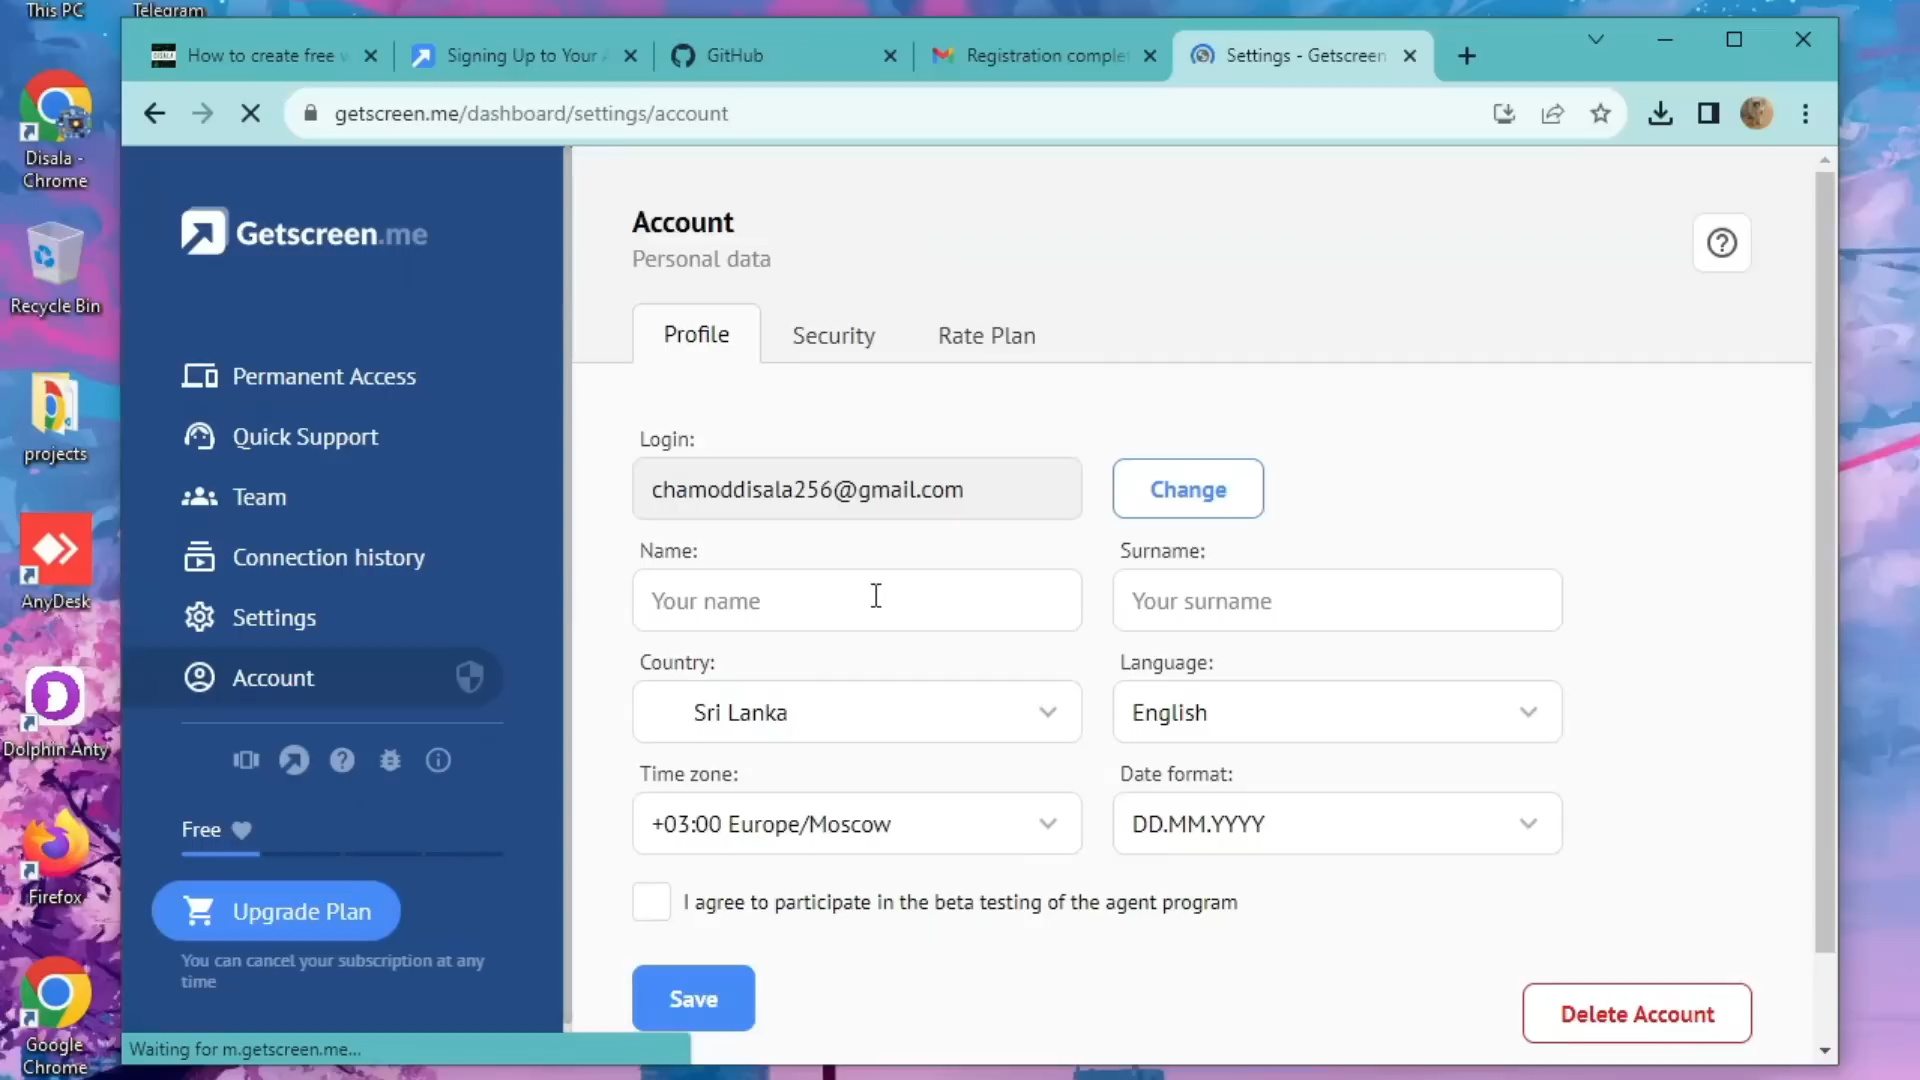 This PC
Telegram
How to create free
Signing Up to Your
GitHub
Registration complet
Settings - Getscreen
getscreen.me/dashboard/settings/account
Disala - Chrome
Recycle Bin
projects
AnyDesk
Dolphin Anty
Firefox
Google Chrome
Getscreen.me
Permanent Access
Quick Support
Team
Connection history
Settings
Account
Free
Upgrade Plan
You can cancel your subscription at any
time
Waiting for m.getscreen.me...
Account
Personal data
Profile
Security
Rate Plan
Login:
chamoddisala256@gmail.com
Change
Name:
Surname:
Your name
Your surname
Country:
Language:
Sri Lanka
English
Time zone:
Date format:
+03:00 Europe/Moscow
DD.MM.YYYY
I agree to participate in the beta testing of the agent program
Save
Delete Account